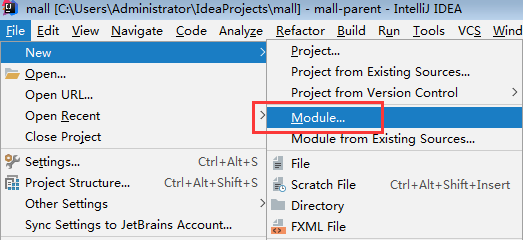 mall [C:\Users\Administrator\IdeaProjects\mall] - mall-parent - IntelliJ IDEA
File Edit View Navigate Code Analyze Refactor Build Run Tools VCS Wind
New
Open...
Open URL...
Open Recent
Close Project
Settings... Ctrl+Alt+S
Project Structure... Ctrl+Alt+Shift+S
Other Settings
Sync Settings to JetBrains Account...
Project...
Project from Existing Sources...
Project from Version Control
Module...
Module from Existing Sources...
File
Scratch File Ctrl+Alt+Shift+Insert
Directory
FXML File